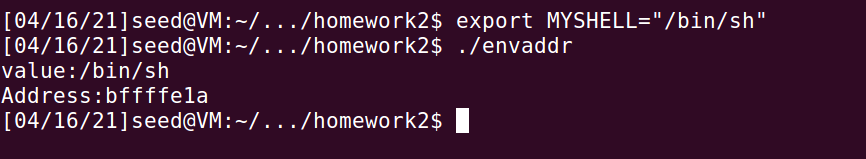 [04/16/21]seed@VM:~/.../homework2$ export MYSHELL="/bin/sh"
[04/16/21]seed@VM:~/.../homework2$ ./envaddr
value:/bin/sh
Address:bffffe1a
[04/16/21]seed@VM:~/.../homework2$